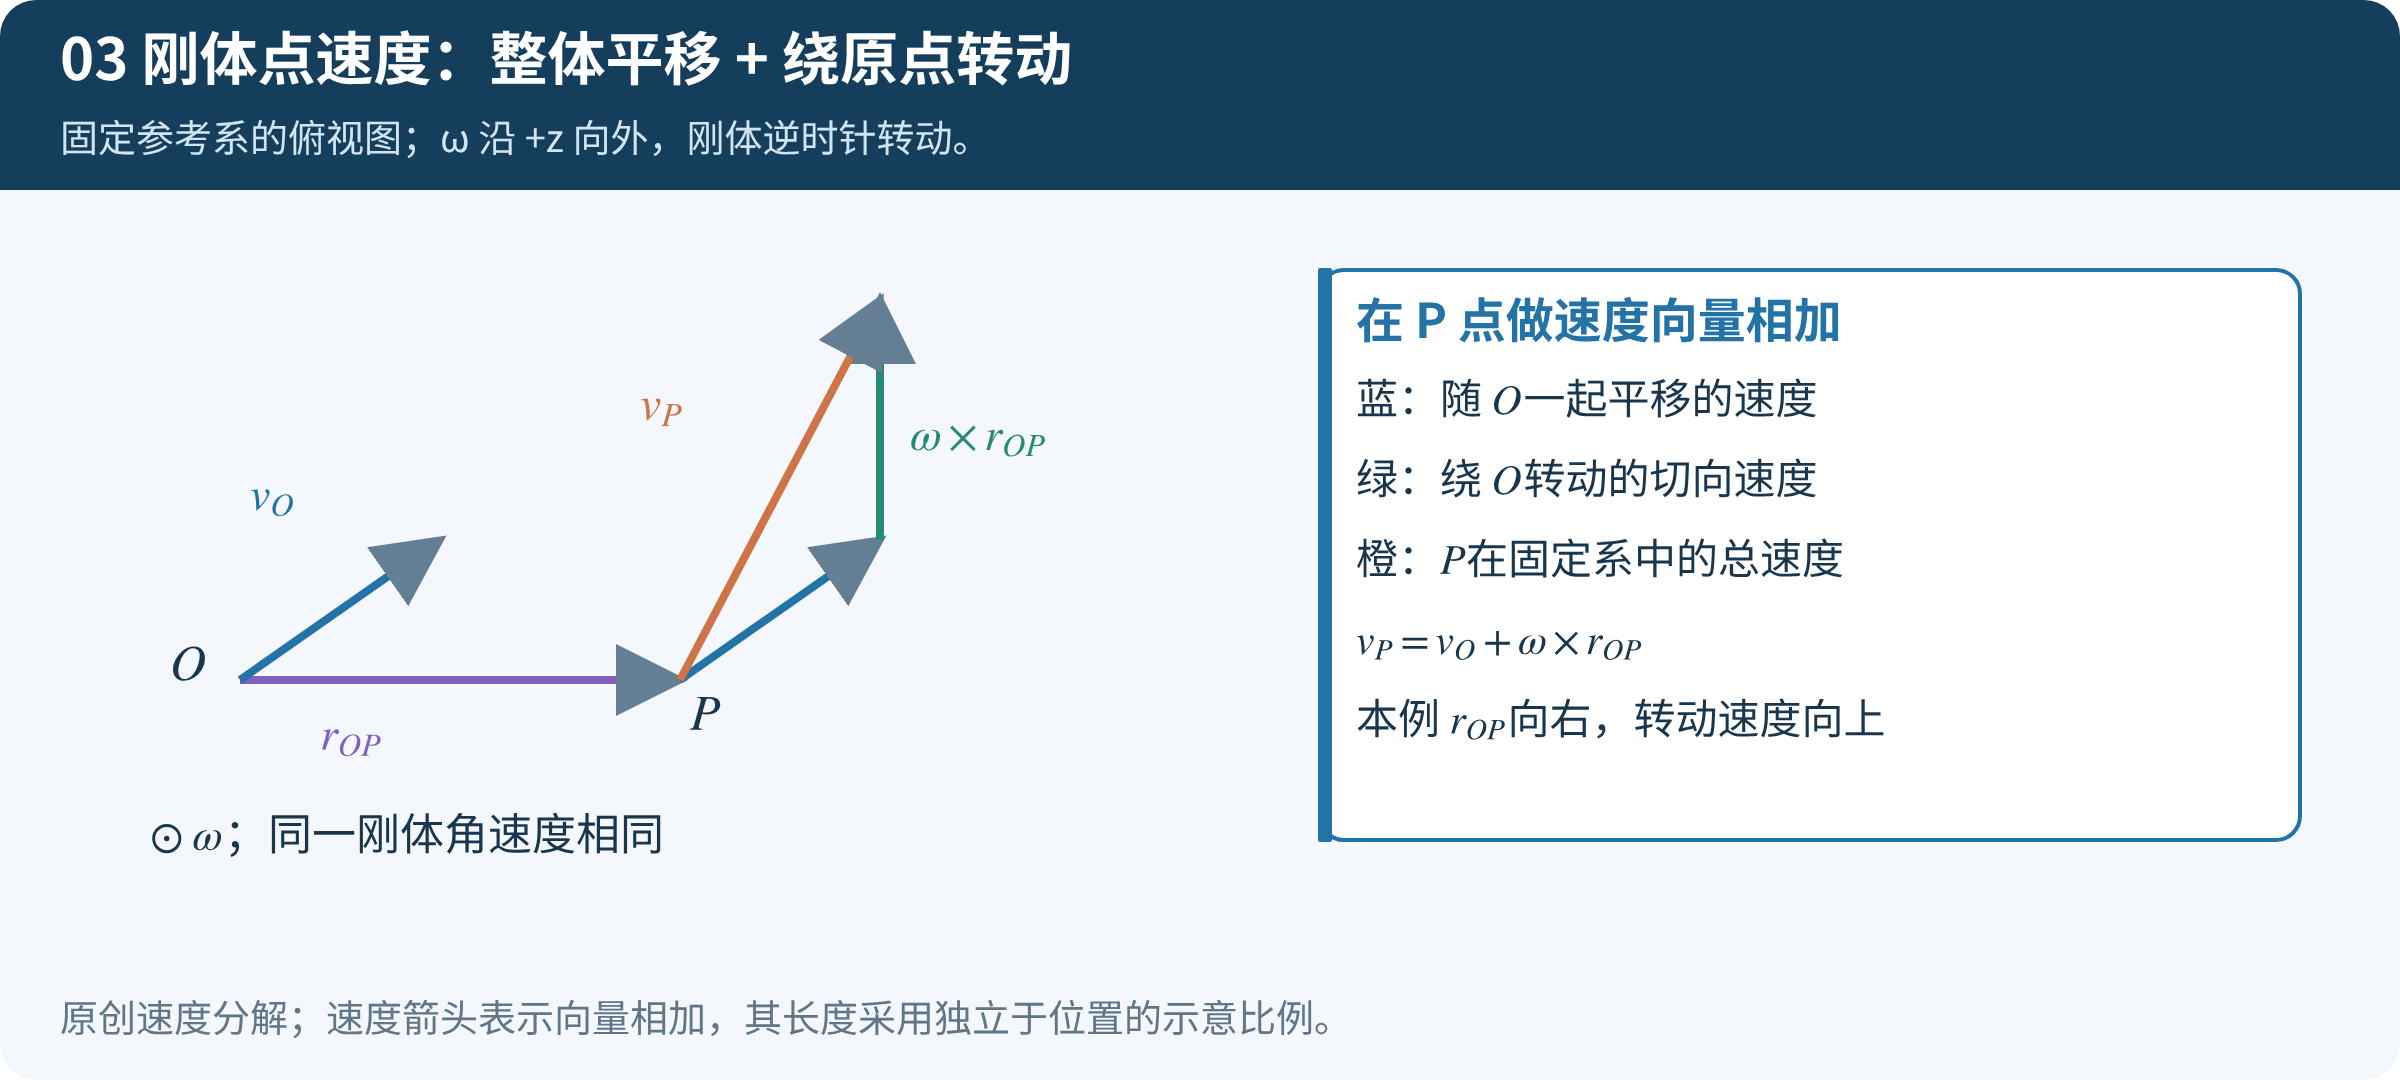 03 刚体点速度：整体平移 + 绕原点转动
固定参考系的俯视图；ω 沿 +z 向外，刚体逆时针转动。
v_P
ω×r_OP
v_O
O
P
r_OP
⊙ ω；同一刚体角速度相同
在 P 点做速度向量相加
蓝：随 O一起平移的速度
绿：绕 O转动的切向速度
橙：P在固定系中的总速度
v_P=v_O+ω×r_OP
本例 r_OP向右，转动速度向上
原创速度分解；速度箭头表示向量相加，其长度采用独立于位置的示意比例。